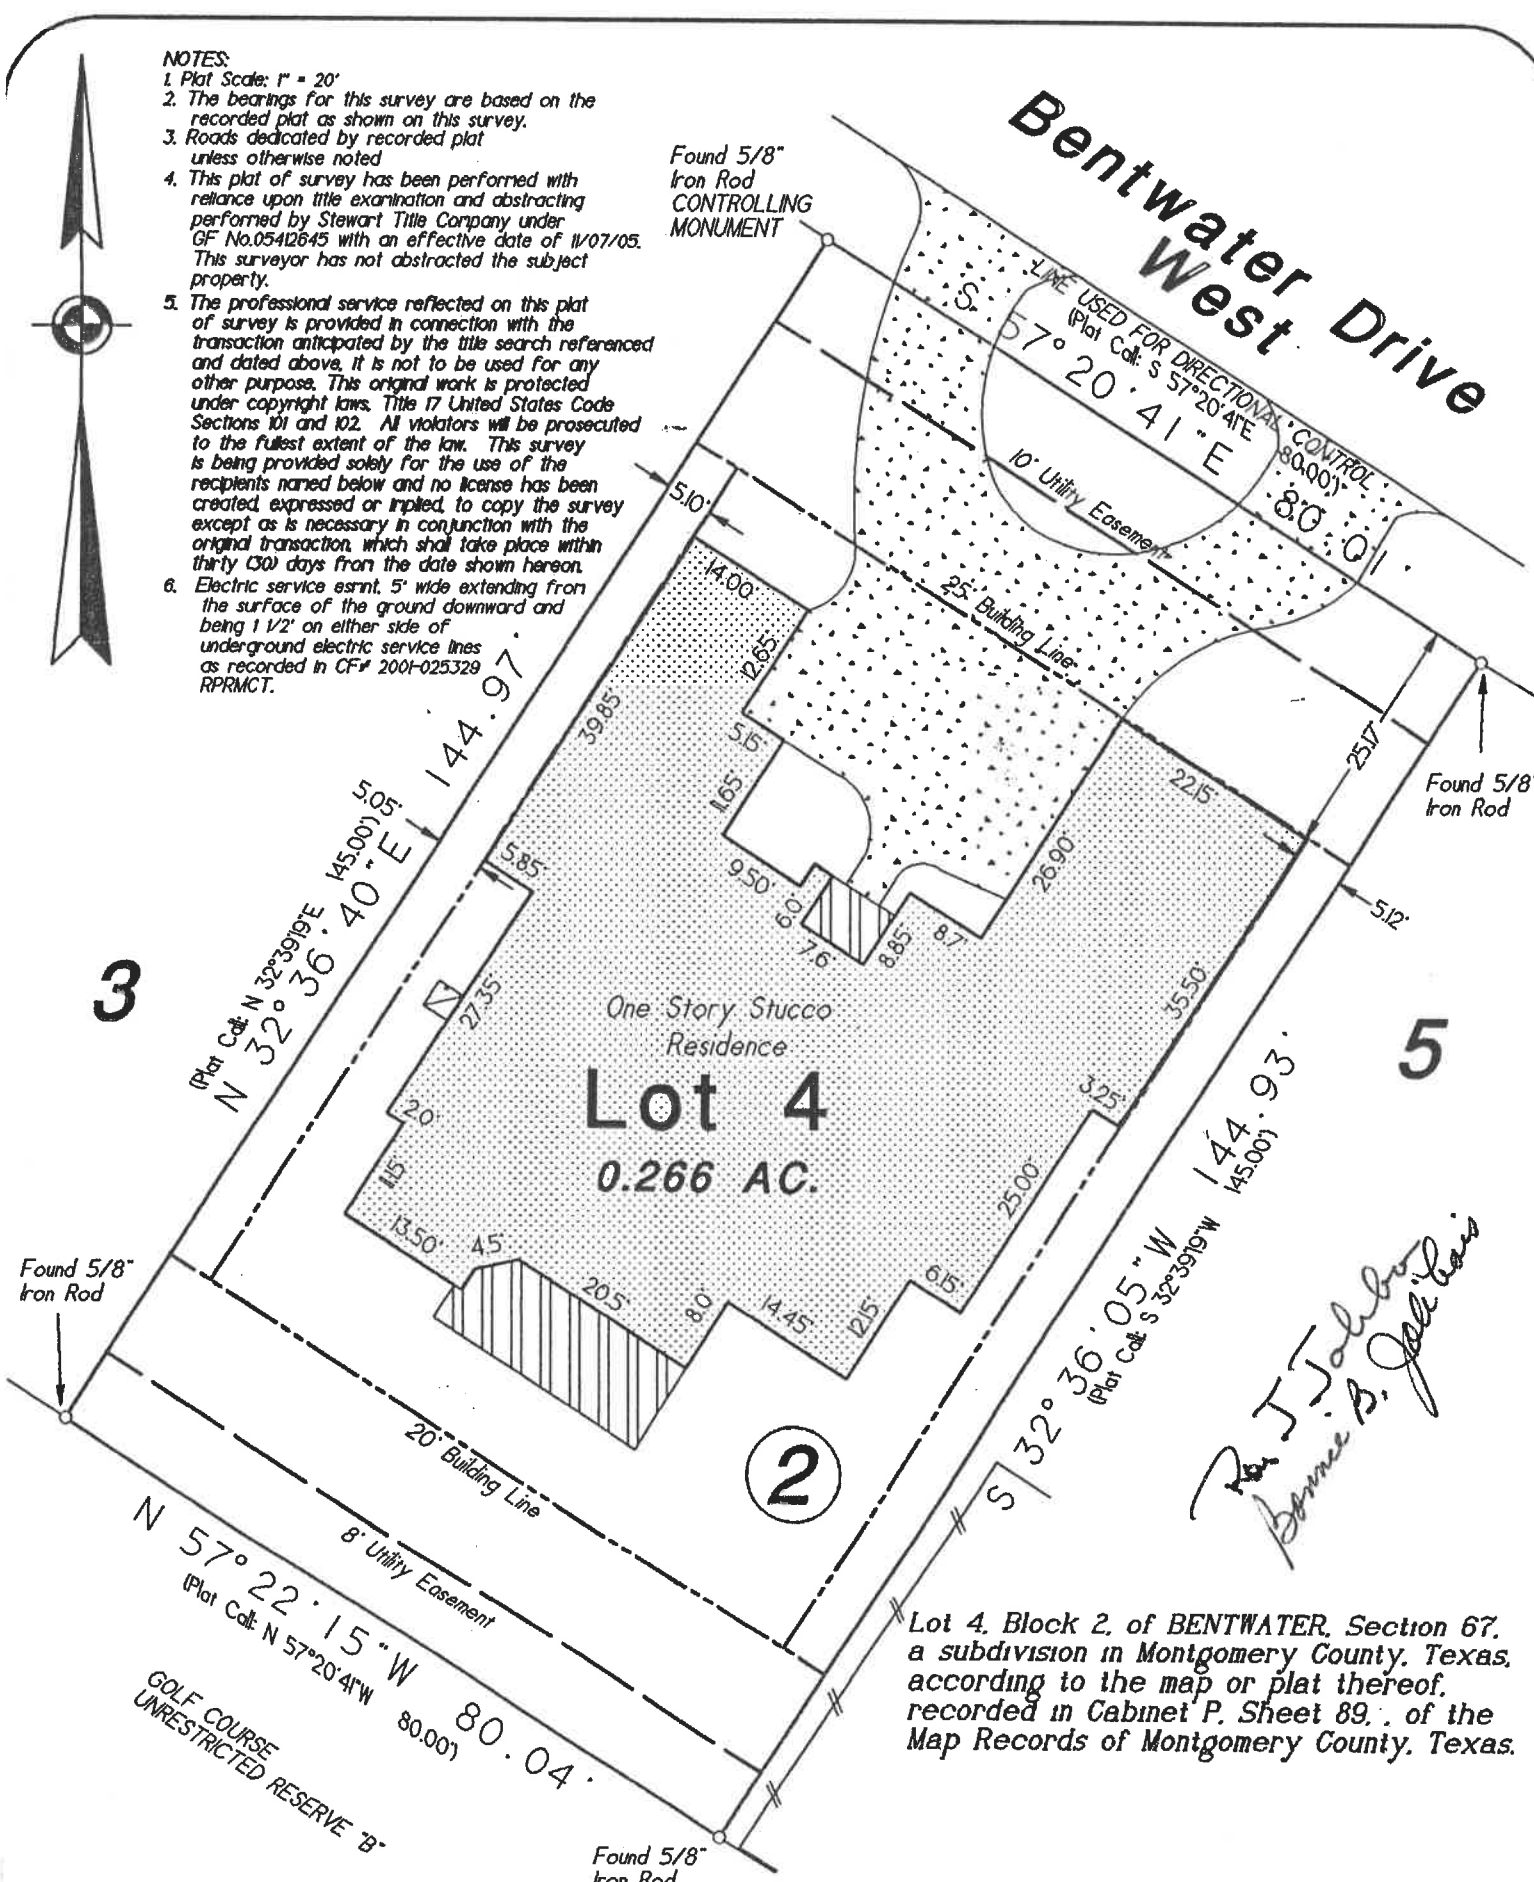 NOTES:
1. Plat Scale: 1" = 20'
2. The bearings for this survey are based on the
recorded plat as shown on this survey.
3. Roads dedicated by recorded plat
unless otherwise noted
4. This plat of survey has been performed with
reliance upon title examination and abstracting
performed by Stewart Title Company under
GF No.05412645 with an effective date of 11/07/05.
This surveyor has not abstracted the subject
property.
5. The professional service reflected on this plat
of survey is provided in connection with the
transaction anticipated by the title search referenced
and dated above, it is not to be used for any
other purpose. This original work is protected
under copyright laws, Title 17 United States Code
Sections 101 and 102. All violators will be prosecuted
to the fullest extent of the law. This survey
is being provided solely for the use of the
recipients named below and no license has been
created, expressed or implied, to copy the survey
except as is necessary in conjunction with the
original transaction, which shall take place within
thirty (30) days from the date shown hereon.
6. Electric service esmt. 5' wide extending from
the surface of the ground downward and
being 1 1/2' on either side of
underground electric service lines
as recorded in CF# 2001-025329
RPRMCT.
Found 5/8"
Iron Rod
CONTROLLING
MONUMENT
Bentwater Drive
West
LINE USED FOR DIRECTIONAL CONTROL
(Plat Call: S 57°20'41"E 80.00')
S 57° 20' 41" E 80.01'
10' Utility Easement
25' Building Line
5.10'
14.00'
12.65'
39.85'
5.15'
11.65'
9.50'
6.0'
7.6'
8.85'
8.7'
26.90'
22.15'
25.17'
Found 5/8"
Iron Rod
5.12'
35.50'
3.25'
25.00'
6.15'
12.15'
14.45'
8.0'
20.5'
4.5'
13.50'
11.15'
2.0'
27.35'
5.85'
5.05'
N 32° 36' 40" E 144.97'
(Plat Call: N 32°39'19"E 145.00')
3
One Story Stucco
Residence
Lot 4
0.266 AC.
5
S 32° 36' 05" W 144.93'
(Plat Call: S 32°39'19"W 145.00')
Found 5/8"
Iron Rod
20' Building Line
8' Utility Easement
2
N 57° 22' 15" W 80.04'
(Plat Call: N 57°20'41"W 80.00')
GOLF COURSE
UNRESTRICTED RESERVE "B"
Bonnie B.
Lot 4, Block 2, of BENTWATER, Section 67,
a subdivision in Montgomery County, Texas,
according to the map or plat thereof,
recorded in Cabinet P, Sheet 89, , of the
Map Records of Montgomery County, Texas.
Found 5/8"
Iron Rod